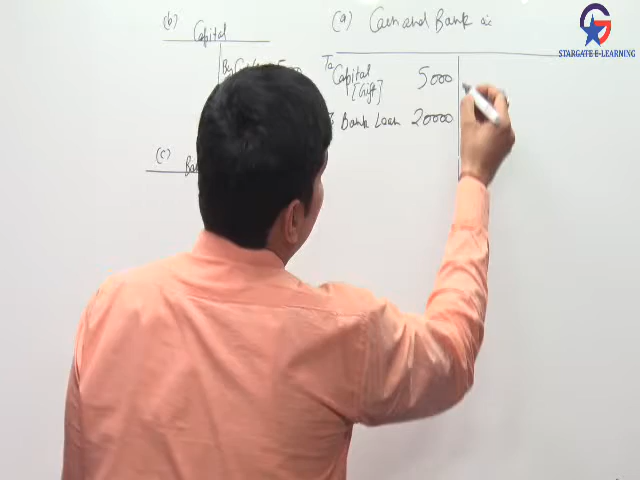 (b) Capital
(a) Cash and Bank a/c
To Capital 5000
[Gift]
Bank Loan 20000
(c)
STARGATE E-LEARNING